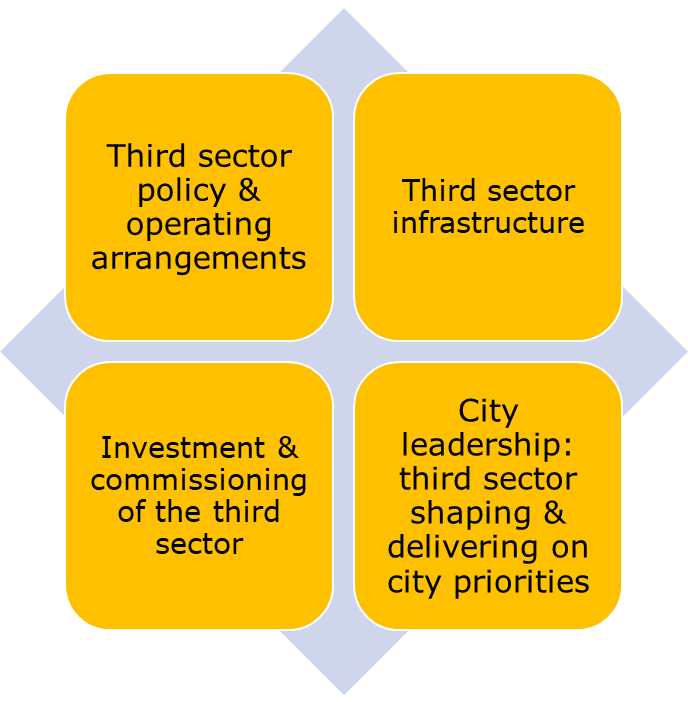 Third sector
policy &
operating
arrangements
Third sector
infrastructure
Investment &
commissioning
of the third
sector
City
leadership:
third sector
shaping &
delivering on
city priorities